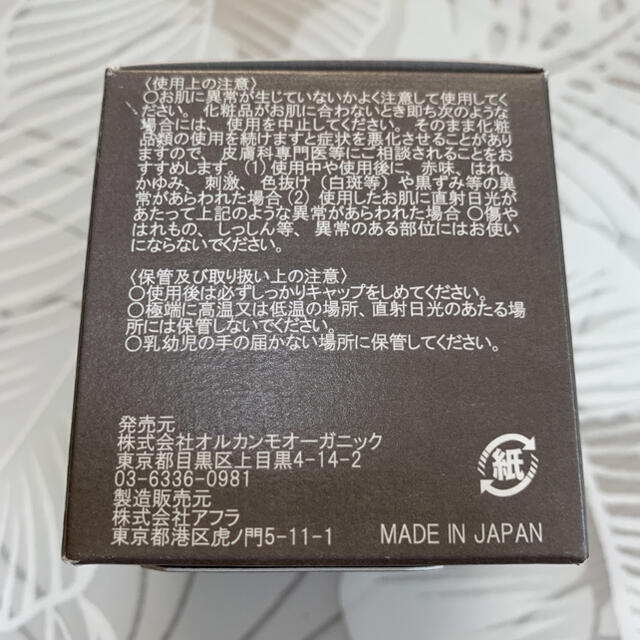 〈使用上の注意〉
〇お肌に異常が生じていないかよく注意して使用してく
ださい。 化粧品がお肌に合わないとき即ち次のような
場合には、 使用を中止してください。 そのまま化粧
品類の使用を続けますと症状を悪化させることがあり
ますので、 皮膚科専門医等にご相談されることをおす
すめします。(1) 使用中や使用後に、赤味、はれ、
かゆみ、刺激、色抜け（白斑等）や黒ずみ等の異
常があらわれた場合 (2) 使用したお肌に直射日光が
あたって上記のような異常があらわれた場合 〇傷や
はれもの、しっしん等、 異常のある部位にはお使い
にならないでください。
〈保管及び取り扱い上の注意〉
〇使用後は必ずしっかりキャップをしめてください。
〇極端に高温又は低温の場所、直射日光のあたる場
所には保管しないでください。
〇乳幼児の手の届かない場所に保管してください。
発売元
株式会社オルカンモオーガニック
東京都目黒区上目黒4-14-2
03-6336-0981
製造販売元
株式会社アフラ
東京都港区虎ノ門5-11-1
紙
MADE IN JAPAN